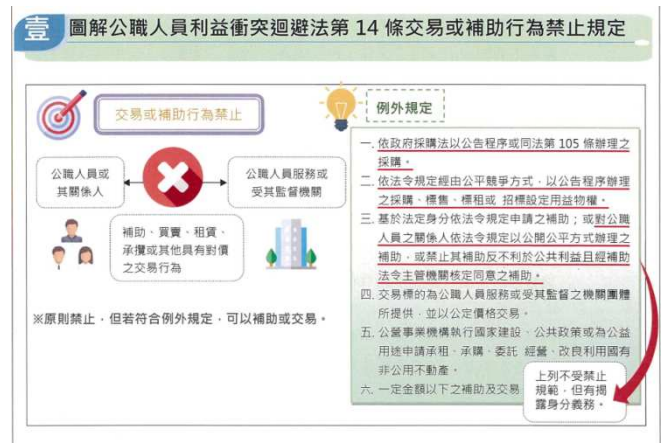 壹 圖解公職人員利益衝突迴避法第 14 條交易或補助行為禁止規定
交易或補助行為禁止
公職人員或
其關係人
公職人員服務或
受其監督機關
補助、買賣、租賃、
承攬或其他具有對價
之交易行為
※原則禁止，但若符合例外規定，可以補助或交易。
例外規定
一. 依政府採購法以公告程序或同法第 105 條辦理之
採購。
二. 依法令規定經由公平競爭方式，以公告程序辦理
之採購、標售、標租或 招標設定用益物權。
三. 基於法定身分依法令規定申請之補助；或對公職
人員之關係人依法令規定以公開公平方式辦理之
補助，或禁止其補助反不利於公共利益且經補助
法令主管機關核定同意之補助。
四. 交易標的為公職人員服務或受其監督之機關團體
所提供，並以公定價格交易。
五. 公營事業機構執行國家建設、公共政策或為公益
用途申請承租、承購、委託 經營、改良利用國有
非公用不動產。
六. 一定金額以下之補助及交易
上列不受禁止
規範，但有揭
露身分義務。